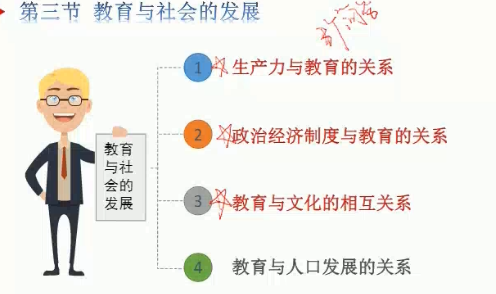 第三节 教育与社会的发展
教育
与社
会的
发展
1 生产力与教育的关系
2 政治经济制度与教育的关系
3 教育与文化的相互关系
4 教育与人口发展的关系